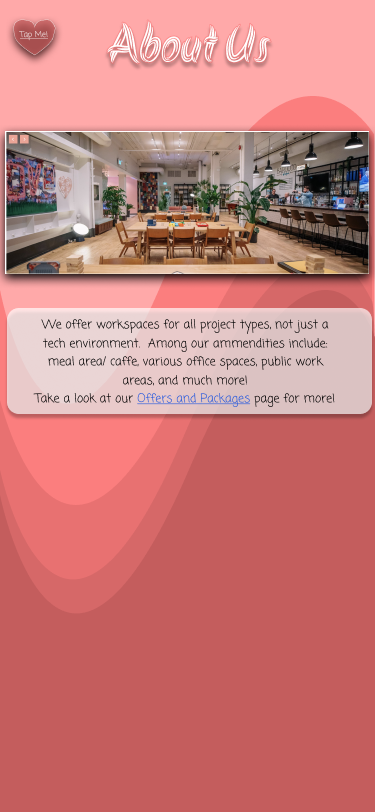 Tap Me!
About Us
We offer workspaces for all project types, not just a
tech environment. Among our ammendities include:
meal area/ caffe, various office spaces, public work
areas, and much more!
Take a look at our Offers and Packages page for more!